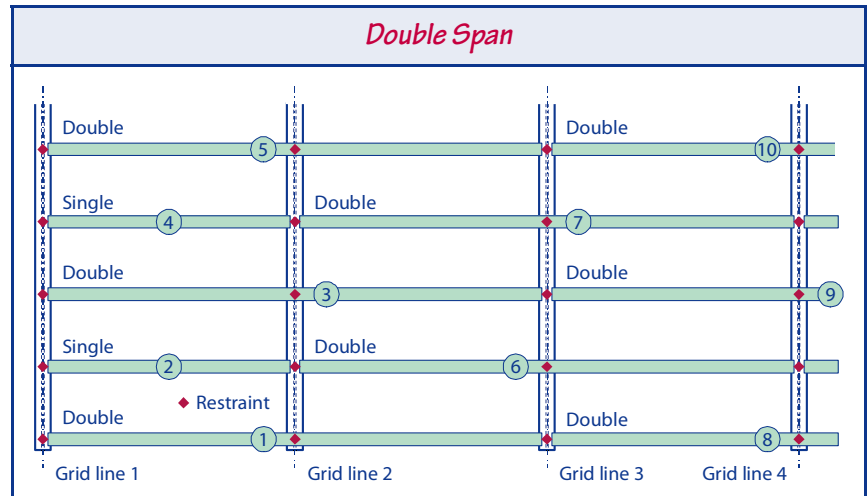 Double Span
Double Double
5 10
Single Double
4 7
Double Double
3 9
Single Double
2 6
Restraint
Double Double
1 8
Grid line 1 Grid line 2 Grid line 3 Grid line 4